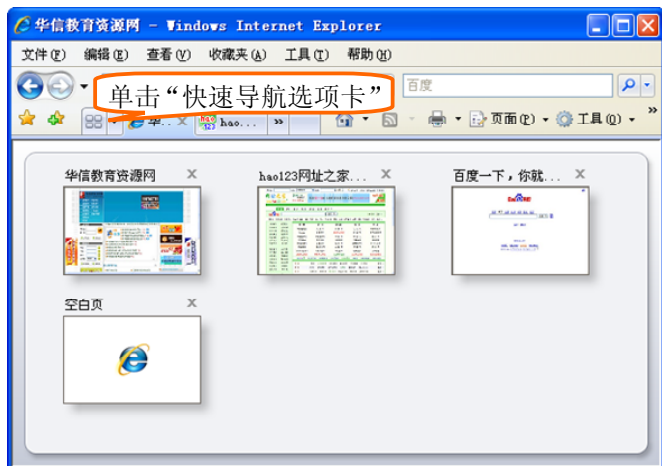 华信教育资源网 - Windows Internet Explorer
文件(F) 编辑(E) 查看(V) 收藏夹(A) 工具(T) 帮助(H)
单击“快速导航选项卡”
百度
华.. hao... » 页面(P) 工具(O) »
华信教育资源网 hao123网址之家... 百度一下，你就...
空白页